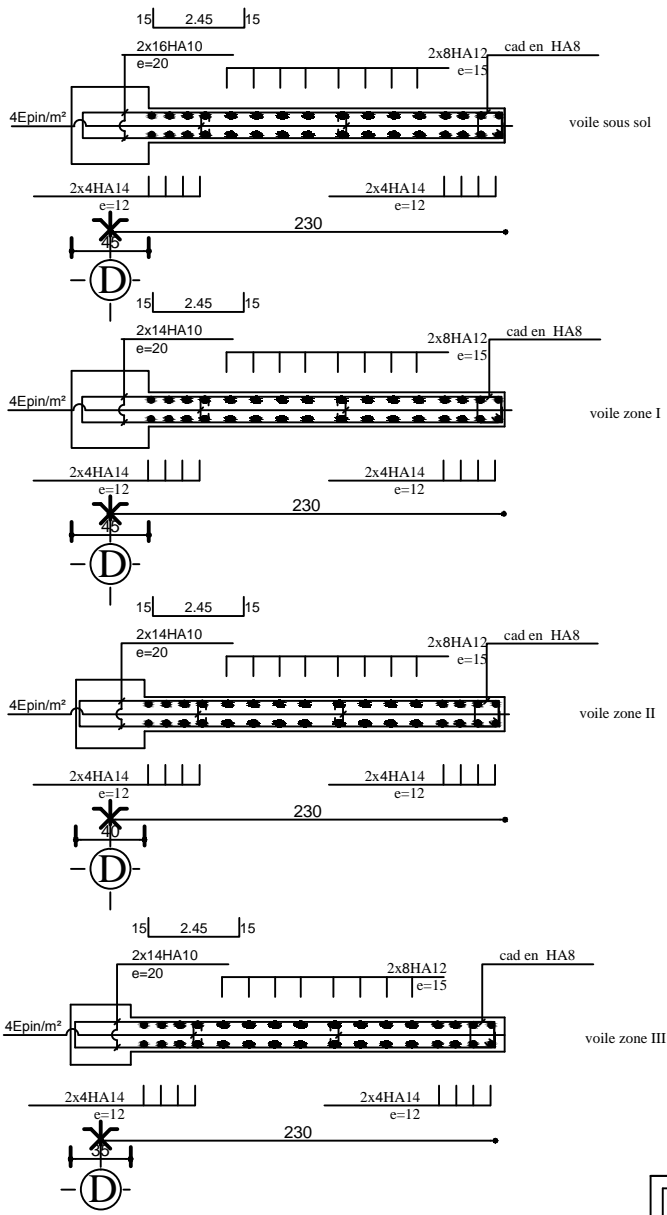 15 2.45 15
2x16HA10
e=20
2x8HA12
e=15
cad en HA8
4Epin/m²
voile sous sol
2x4HA14
e=12
2x4HA14
e=12
230
45
D
15 2.45 15
2x14HA10
e=20
2x8HA12
e=15
cad en HA8
4Epin/m²
voile zone I
2x4HA14
e=12
2x4HA14
e=12
230
45
D
15 2.45 15
2x14HA10
e=20
2x8HA12
e=15
cad en HA8
4Epin/m²
voile zone II
2x4HA14
e=12
2x4HA14
e=12
230
40
D
15 2.45 15
2x14HA10
e=20
2x8HA12
e=15
cad en HA8
4Epin/m²
voile zone III
2x4HA14
e=12
2x4HA14
e=12
230
35
D